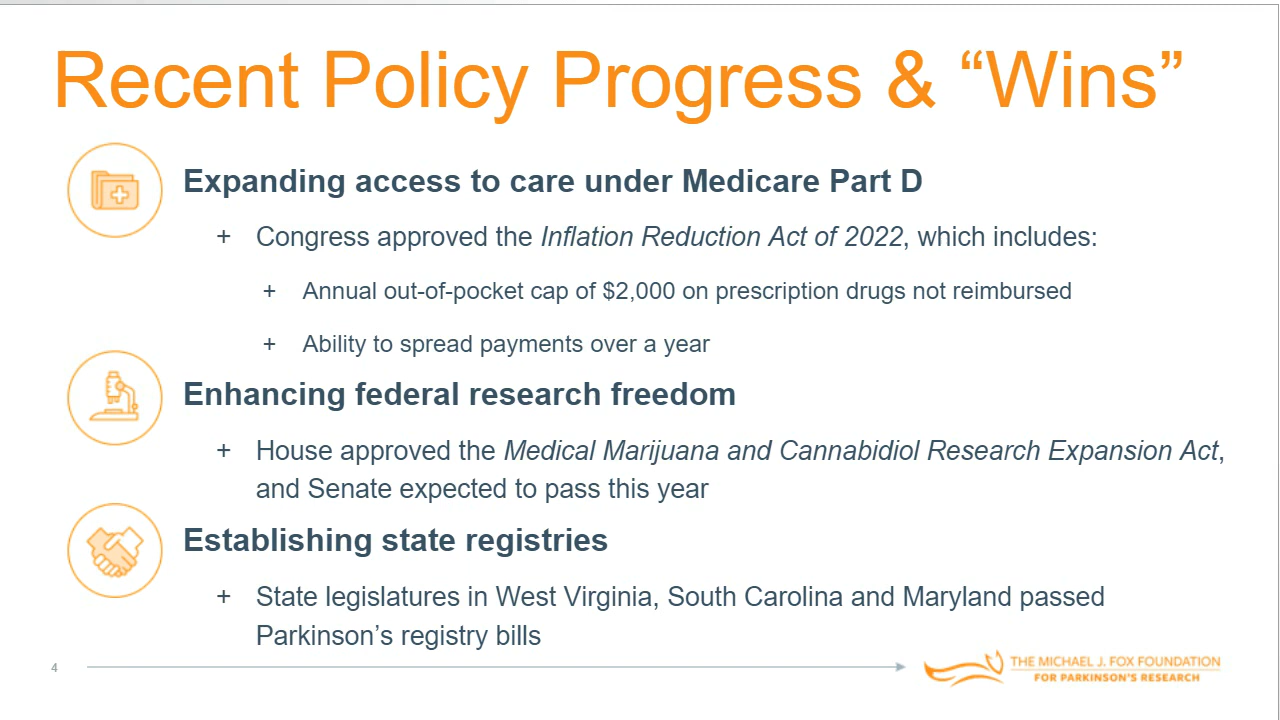 Recent Policy Progress & “Wins”
Expanding access to care under Medicare Part D
+ Congress approved the Inflation Reduction Act of 2022, which includes:
+ Annual out-of-pocket cap of $2,000 on prescription drugs not reimbursed
+ Ability to spread payments over a year
Enhancing federal research freedom
+ House approved the Medical Marijuana and Cannabidiol Research Expansion Act,
and Senate expected to pass this year
Establishing state registries
+ State legislatures in West Virginia, South Carolina and Maryland passed
Parkinson’s registry bills
4
THE MICHAEL J. FOX FOUNDATION
FOR PARKINSON'S RESEARCH